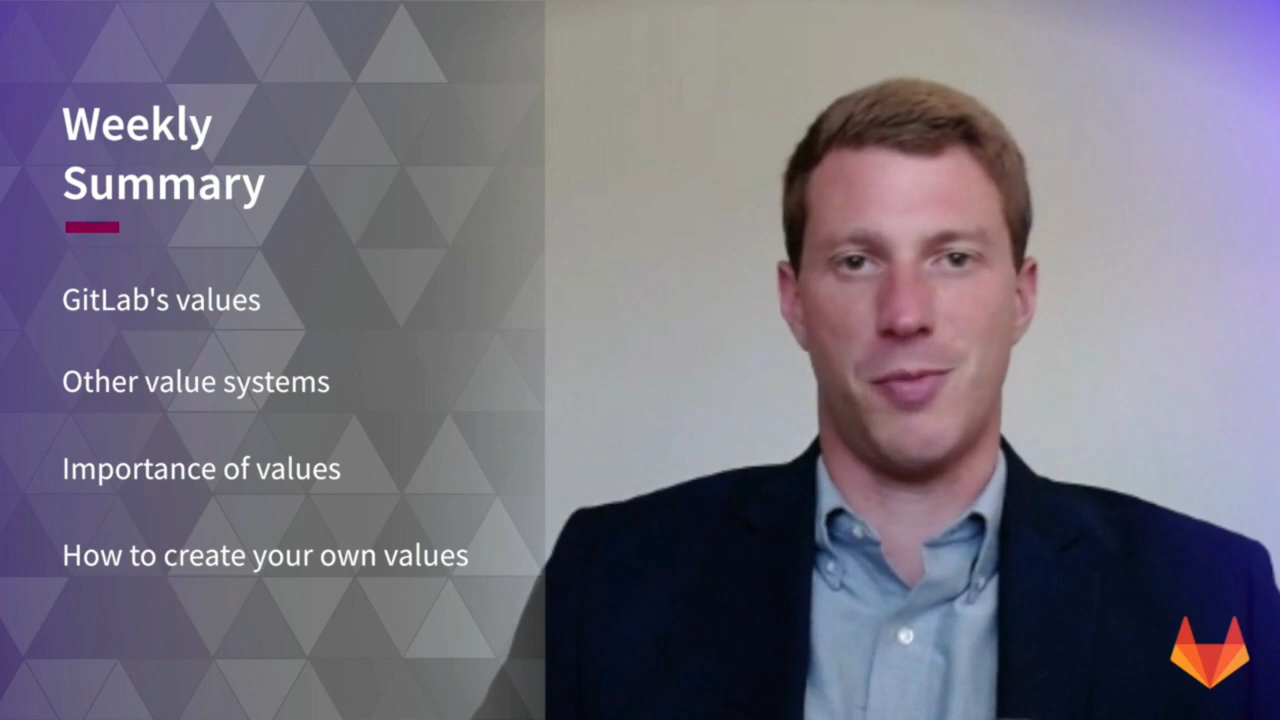 Weekly
Summary
GitLab's values
Other value systems
Importance of values
How to create your own values